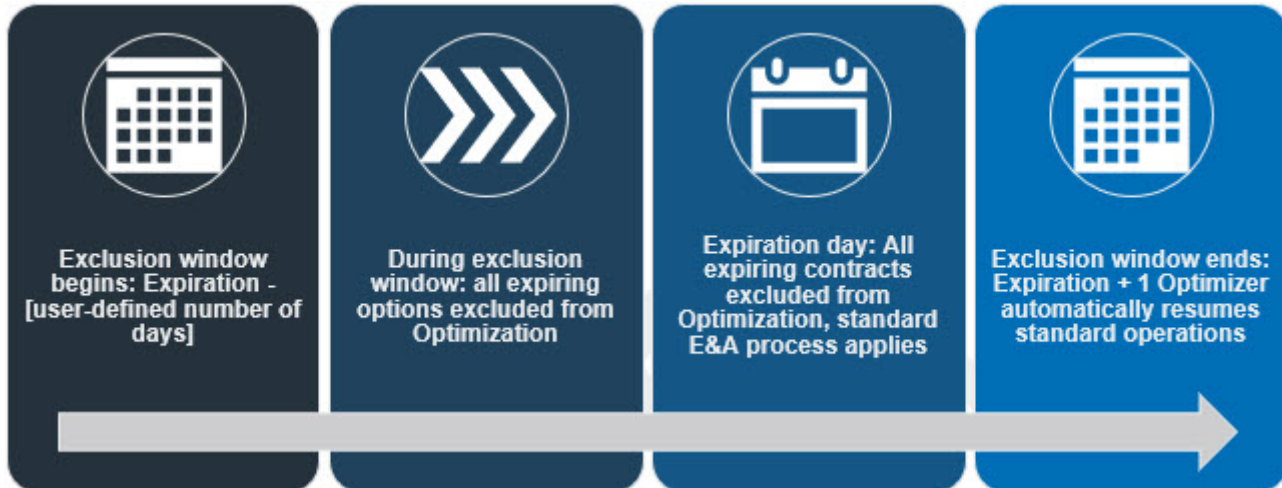 Exclusion window
begins: Expiration -
[user-defined number of
days]
During exclusion
window: all expiring
options excluded from
Optimization
Expiration day: All
expiring contracts
excluded from
Optimization, standard
E&A process applies
Exclusion window ends:
Expiration + 1 Optimizer
automatically resumes
standard operations